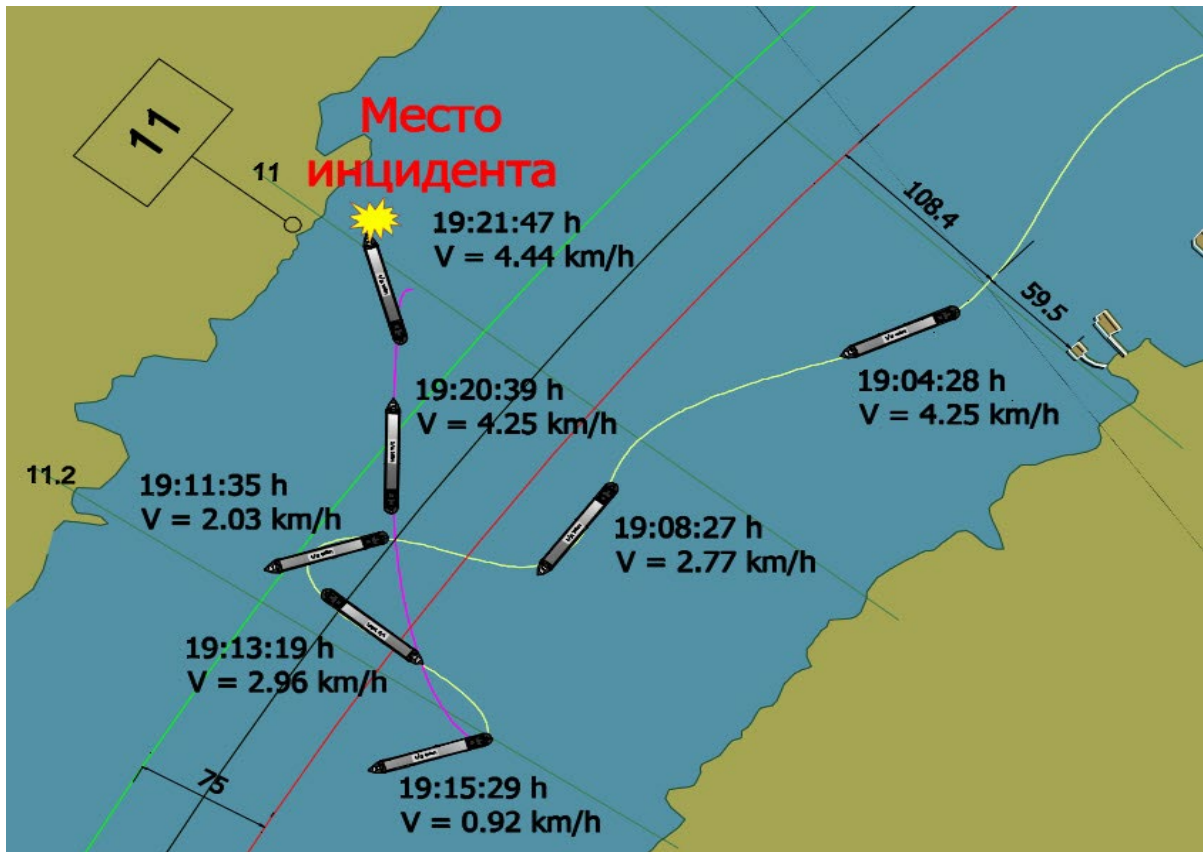 11
Место
инцидента
11
19:21:47 h
V = 4.44 km/h
108.4
59.5
19:04:28 h
V = 4.25 km/h
19:20:39 h
V = 4.25 km/h
11.2
19:11:35 h
V = 2.03 km/h
19:08:27 h
V = 2.77 km/h
19:13:19 h
V = 2.96 km/h
75
19:15:29 h
V = 0.92 km/h